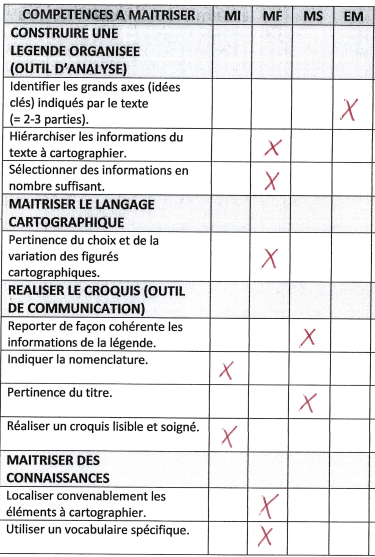 COMPETENCES A MAITRISER MI MF MS EM
CONSTRUIRE UNE
LEGENDE ORGANISEE
(OUTIL D'ANALYSE)
Identifier les grands axes (idées
clés) indiqués par le texte
(= 2-3 parties). X
Hiérarchiser les informations du
texte à cartographier. X
Sélectionner des informations en
nombre suffisant. X
MAITRISER LE LANGAGE
CARTOGRAPHIQUE
Pertinence du choix et de la
variation des figurés
cartographiques. X
REALISER LE CROQUIS (OUTIL
DE COMMUNICATION)
Reporter de façon cohérente les
informations de la légende. X
Indiquer la nomenclature. X
Pertinence du titre. X
Réaliser un croquis lisible et soigné. X
MAITRISER DES
CONNAISSANCES
Localiser convenablement les
éléments à cartographier. X
Utiliser un vocabulaire spécifique. X